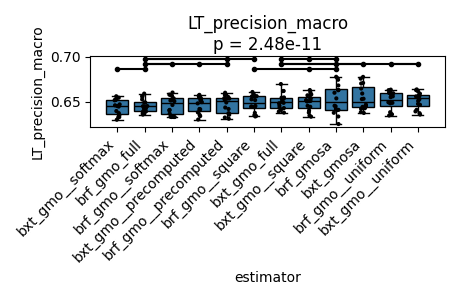 LT_precision_macro
p = 2.48e-11
LT_precision_macro
0.70
0.65
bxt_gmo__softmax
brf_gmo_full
brf_gmo__softmax
bxt_gmo__precomputed
brf_gmo__precomputed
brf_gmo__square
bxt_gmo_full
bxt_gmo__square
brf_gmosa
bxt_gmosa
brf_gmo__uniform
bxt_gmo__uniform
estimator